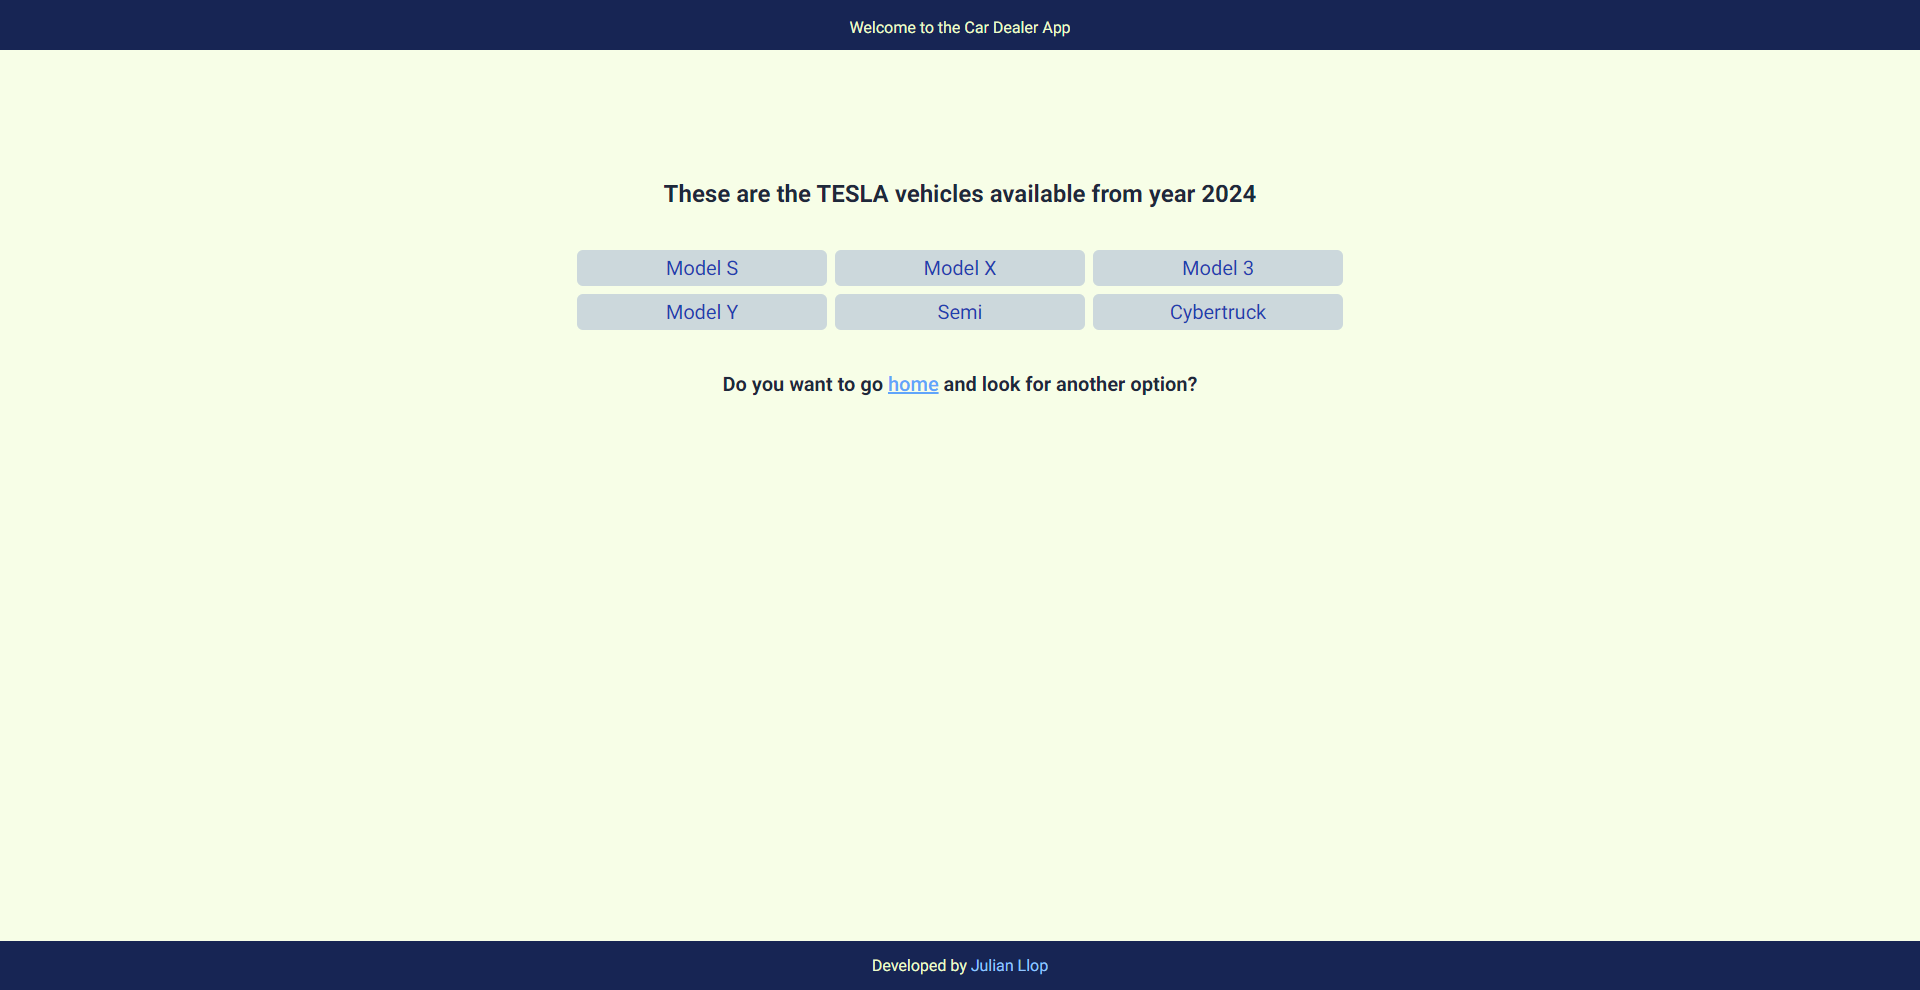 Welcome to the Car Dealer App
These are the TESLA vehicles available from year 2024
Model S Model X Model 3
Model Y Semi Cybertruck
Do you want to go home and look for another option?
Developed by Julian Llop